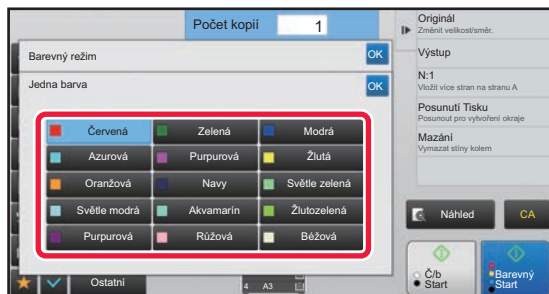 Počet kopií 1
Barevný režim OK
Jedna barva OK
Červená Zelená Modrá
Azurová Purpurová Žlutá
Oranžová Navy Světle zelená
Světle modrá Akvamarín Žlutozelená
Purpurová Růžová Béžová
Ostatní
4 A3
Originál
Změnit velikost/směr.
Výstup
N:1
Vložit více stran na stranu A
Posunutí Tisku
Posunout pro vytvoření okraje
Mazání
Vymazat stíny kolem
Náhled CA
Č/b
Start
Barevný
Start